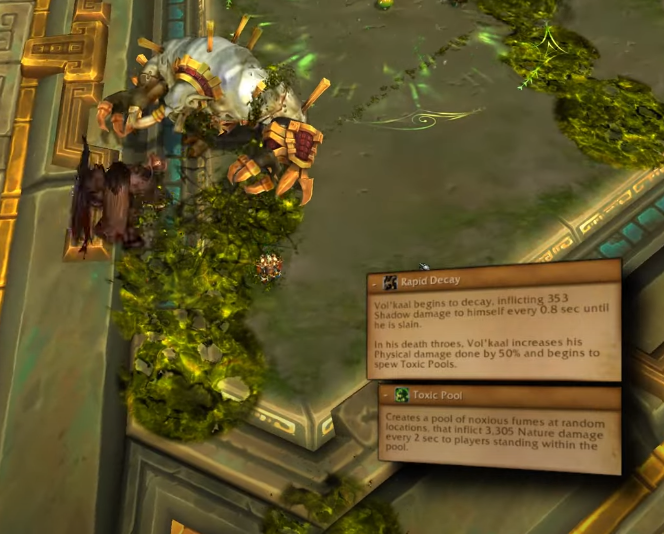 Rapid Decay
Vol'kaal begins to decay, inflicting 353
Shadow damage to himself every 0.8 sec until
he is slain.
In his death throes, Vol'kaal increases his
Physical damage done by 50% and begins to
spew Toxic Pools.
Toxic Pool
Creates a pool of noxious fumes at random
locations, that inflict 3,305 Nature damage
every 2 sec to players standing within the
pool.